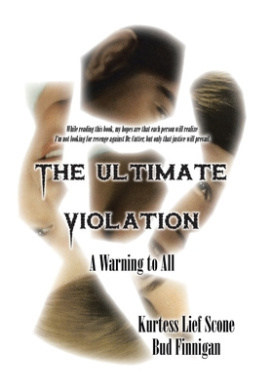 While reading this book, my hopes are that each person will realize
I'm not looking for revenge against Dr. Cutter, but only that justice will prevail.
THE ULTIMATE
VIOLATION
A Warning to All
Kurtess Lief Scone
Bud Finnigan